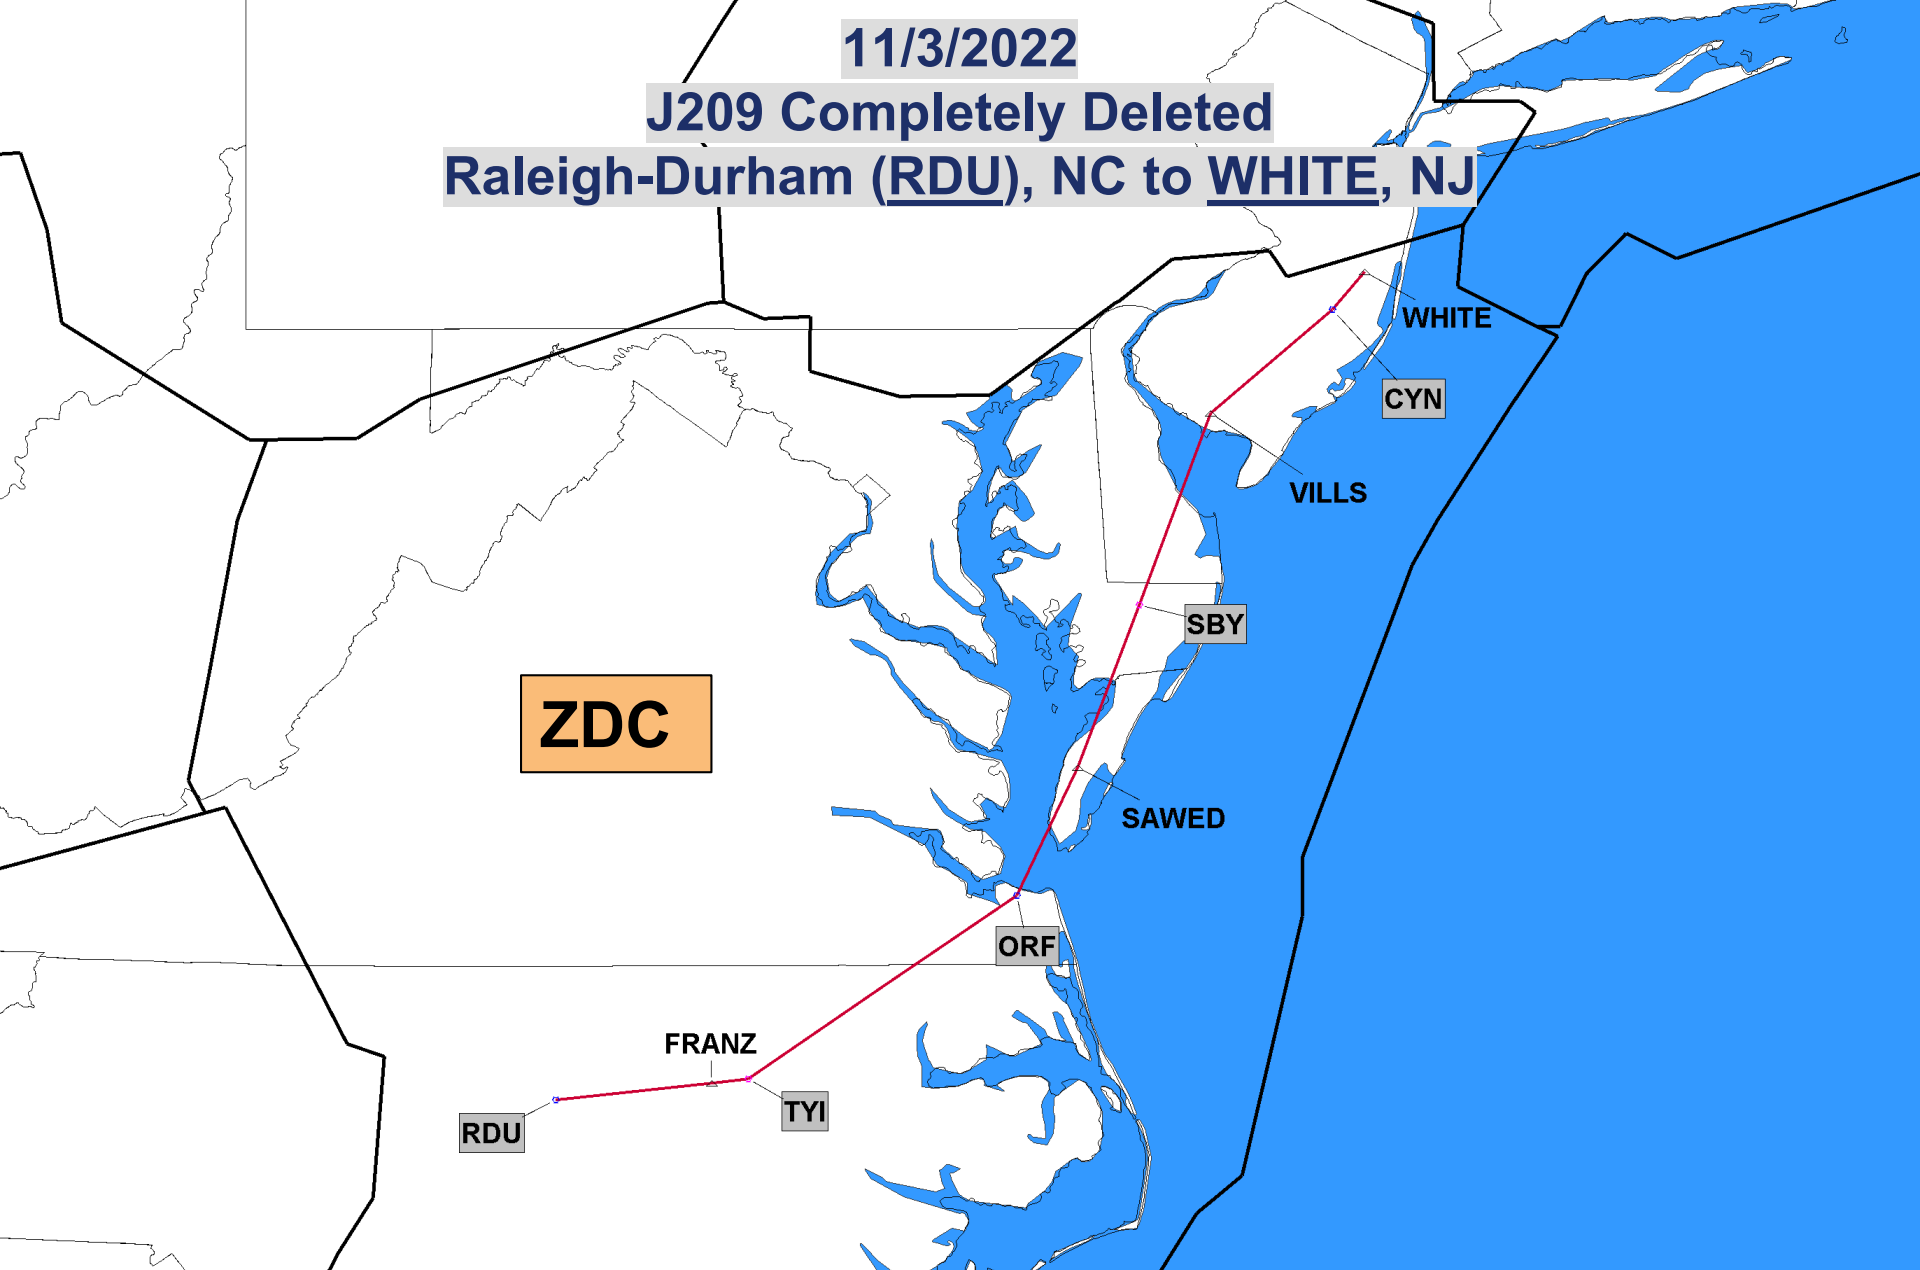 11/3/2022
J209 Completely Deleted
Raleigh-Durham (RDU), NC to WHITE, NJ
WHITE
CYN
VILLS
SBY
ZDC
SAWED
ORF
FRANZ
TYI
RDU